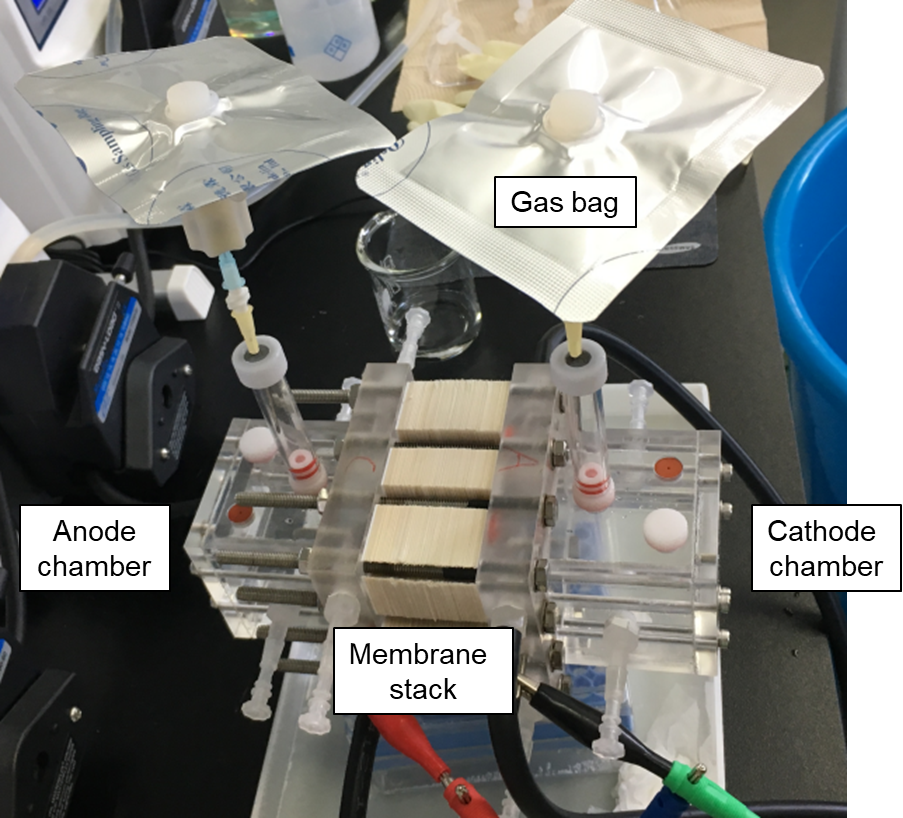 Gas bag
Anode
chamber
Cathode
chamber
Membrane
stack
C
A